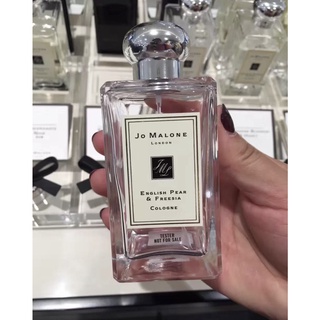 JO MALONE
LONDON
ENGLISH PEAR
& FREESIA
COLOGNE
TESTER
NOT FOR SALE